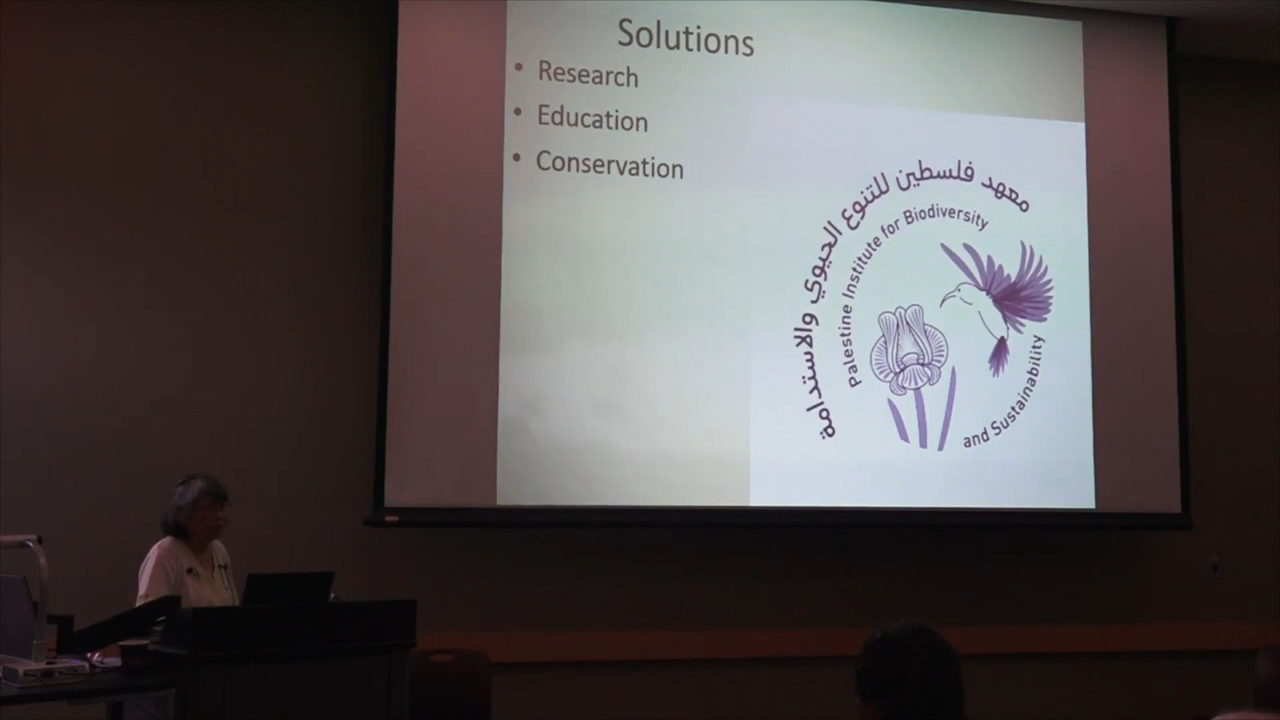 Solutions
• Research
• Education
• Conservation
معهد فلسطين للتنوع الحيوي والاستدامة
Palestine Institute for Biodiversity
and Sustainability